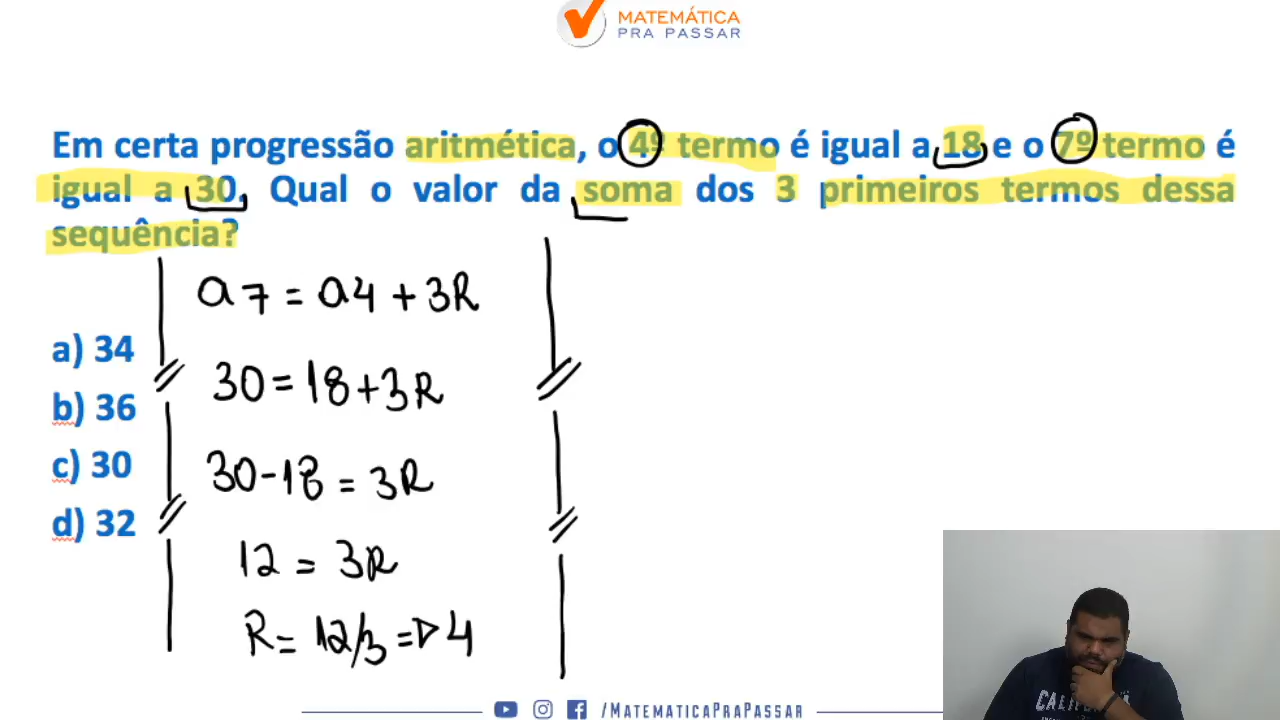 MATEMÁTICA
PRA PASSAR
Em certa progressão aritmética, o 4º termo é igual a 18 e o 7º termo é
igual a 30. Qual o valor da soma dos 3 primeiros termos dessa
sequência?
a) 34
b) 36
c) 30
d) 32
a7 = a4 + 3R
30 = 18 + 3R
30 - 18 = 3R
12 = 3R
R = 12/3 => 4
/MATEMATICAPRAPASSAR